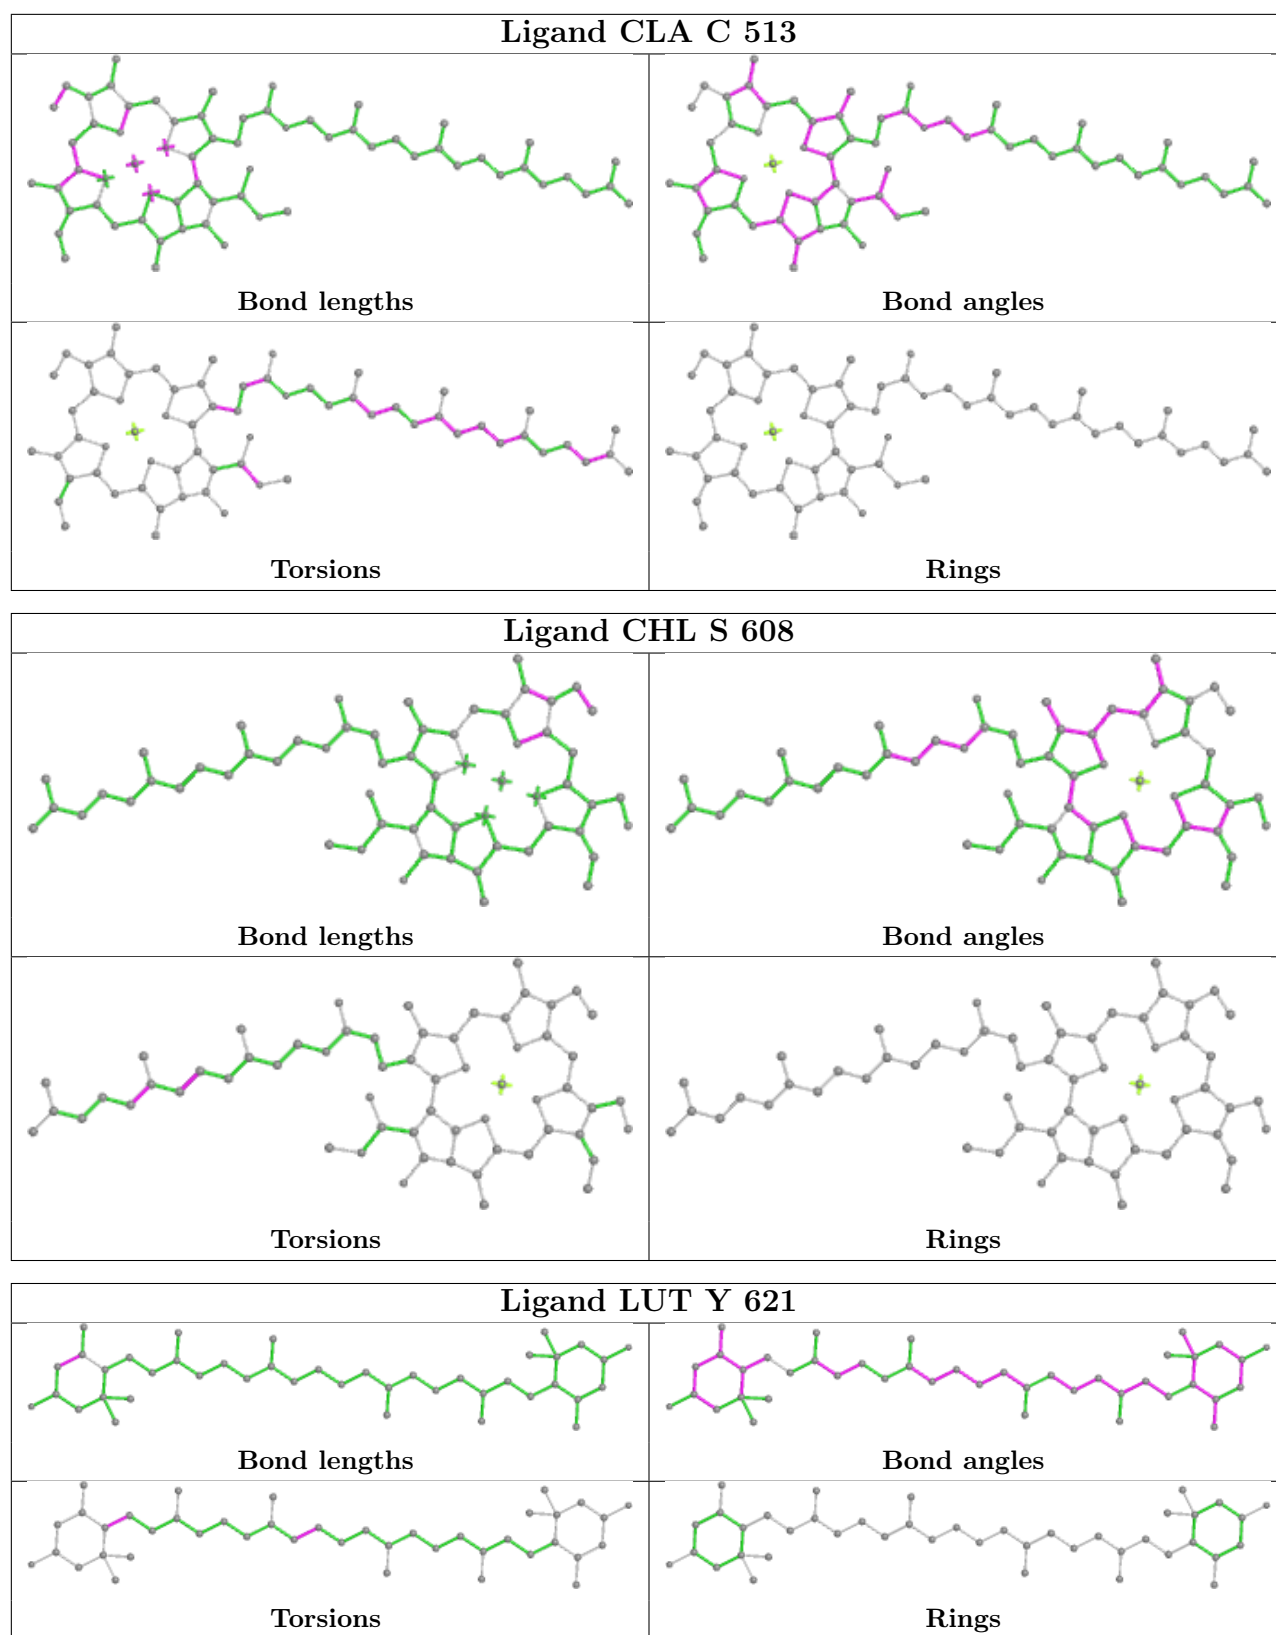 Ligand CLA C 513
Bond lengths
Bond angles
Torsions
Rings
Ligand CHL S 608
Bond lengths
Bond angles
Torsions
Rings
Ligand LUT Y 621
Bond lengths
Bond angles
Torsions
Rings